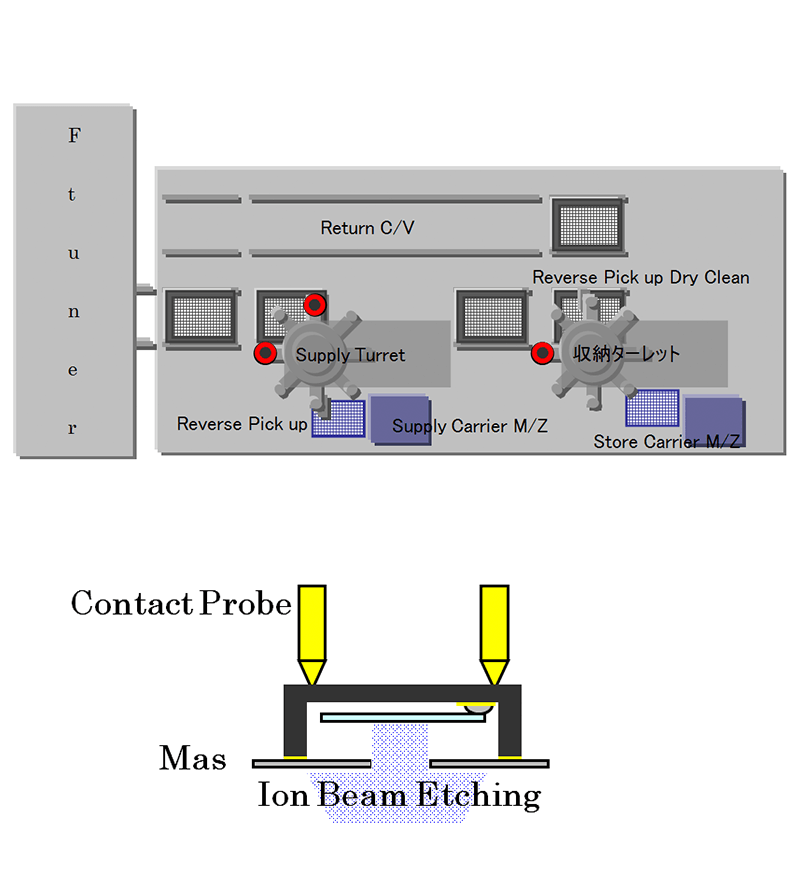 F
t
u
n
e
r
Return C/V
Reverse Pick up Dry Clean
Supply Turret
収納ターレット
Reverse Pick up
Supply Carrier M/Z
Store Carrier M/Z
Contact Probe
Mas
Ion Beam Etching